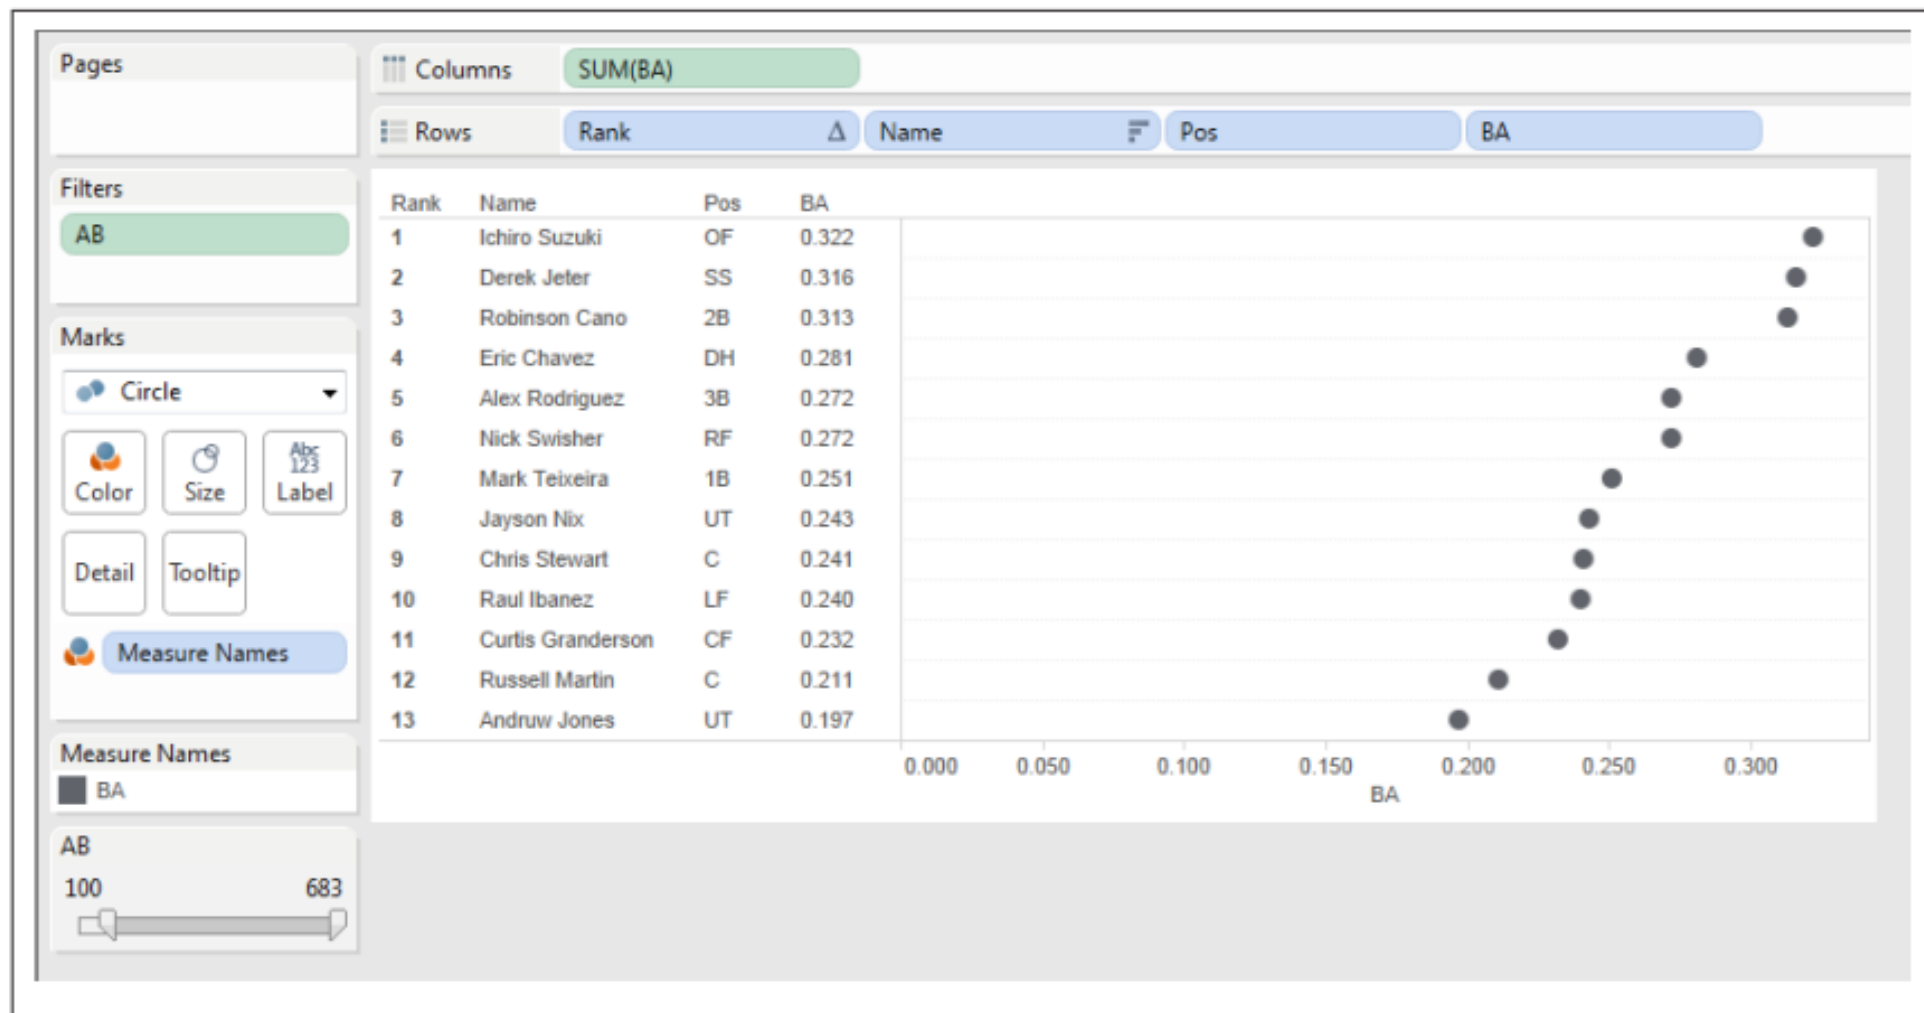 Pages
Columns SUM(BA)
Rows Rank Δ Name Pos BA
Filters
AB
Marks
Circle
Color Size Abc 123 Label
Detail Tooltip
Measure Names
Measure Names
BA
AB
100 683
Rank Name Pos BA
1 Ichiro Suzuki OF 0.322
2 Derek Jeter SS 0.316
3 Robinson Cano 2B 0.313
4 Eric Chavez DH 0.281
5 Alex Rodriguez 3B 0.272
6 Nick Swisher RF 0.272
7 Mark Teixeira 1B 0.251
8 Jayson Nix UT 0.243
9 Chris Stewart C 0.241
10 Raul Ibanez LF 0.240
11 Curtis Granderson CF 0.232
12 Russell Martin C 0.211
13 Andruw Jones UT 0.197
0.000 0.050 0.100 0.150 0.200 0.250 0.300
BA